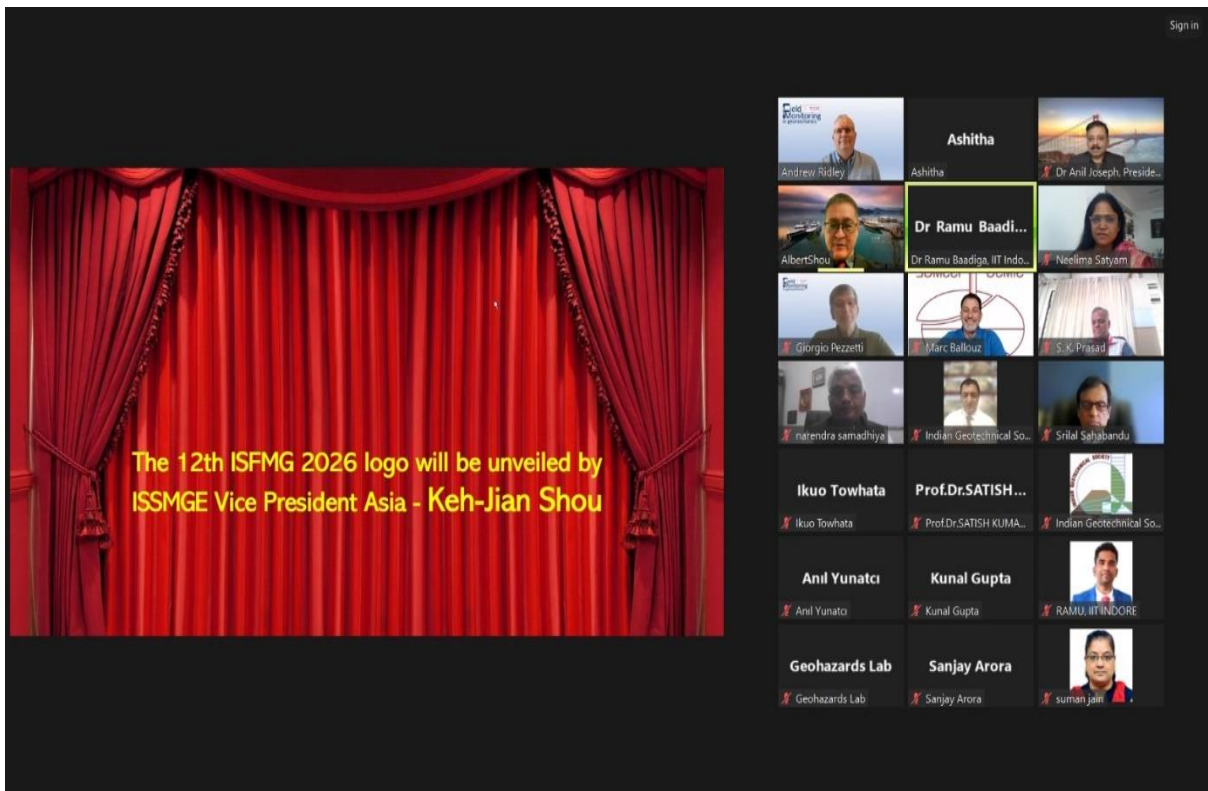 Sign in
The 12th ISFMG 2026 logo will be unveiled by
ISSMGE Vice President Asia - Keh-Jian Shou
Field
Monitoring
in geotechnics
Andrew Ridley
Ashitha
Ashitha
Dr Anil Joseph, Preside...
AlbertShou
Dr Ramu Baadi...
Dr Ramu Baadiga, IIT Indo...
Neelima Satyam
Giorgio Pezzetti
Marc Ballouz
S. K. Prasad
narendra samadhiya
Indian Geotechnical So...
Srilal Sahabandu
Ikuo Towhata
Ikuo Towhata
Prof.Dr.SATISH...
Prof.Dr.SATISH KUMA...
Indian Geotechnical So...
Anıl Yunatcı
Anıl Yunatcı
Kunal Gupta
Kunal Gupta
RAMU, IIT INDORE
Geohazards Lab
Geohazards Lab
Sanjay Arora
Sanjay Arora
suman jain